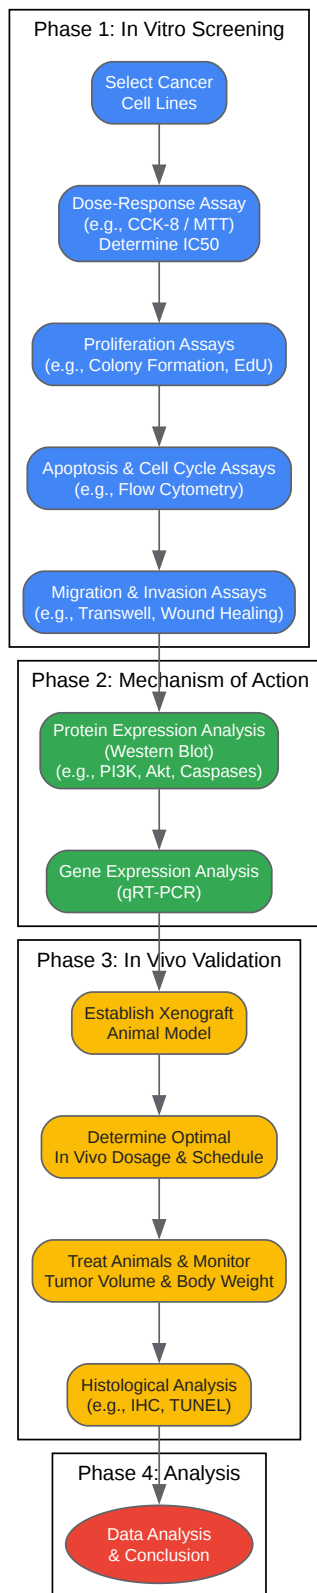 Phase 1: In Vitro Screening
Select Cancer
Cell Lines
Dose-Response Assay
(e.g., CCK-8 / MTT)
Determine IC50
Proliferation Assays
(e.g., Colony Formation, EdU)
Apoptosis & Cell Cycle Assays
(e.g., Flow Cytometry)
Migration & Invasion Assays
(e.g., Transwell, Wound Healing)
Phase 2: Mechanism of Action
Protein Expression Analysis
(Western Blot)
(e.g., PI3K, Akt, Caspases)
Gene Expression Analysis
(qRT-PCR)
Phase 3: In Vivo Validation
Establish Xenograft
Animal Model
Determine Optimal
In Vivo Dosage & Schedule
Treat Animals & Monitor
Tumor Volume & Body Weight
Histological Analysis
(e.g., IHC, TUNEL)
Phase 4: Analysis
Data Analysis
& Conclusion